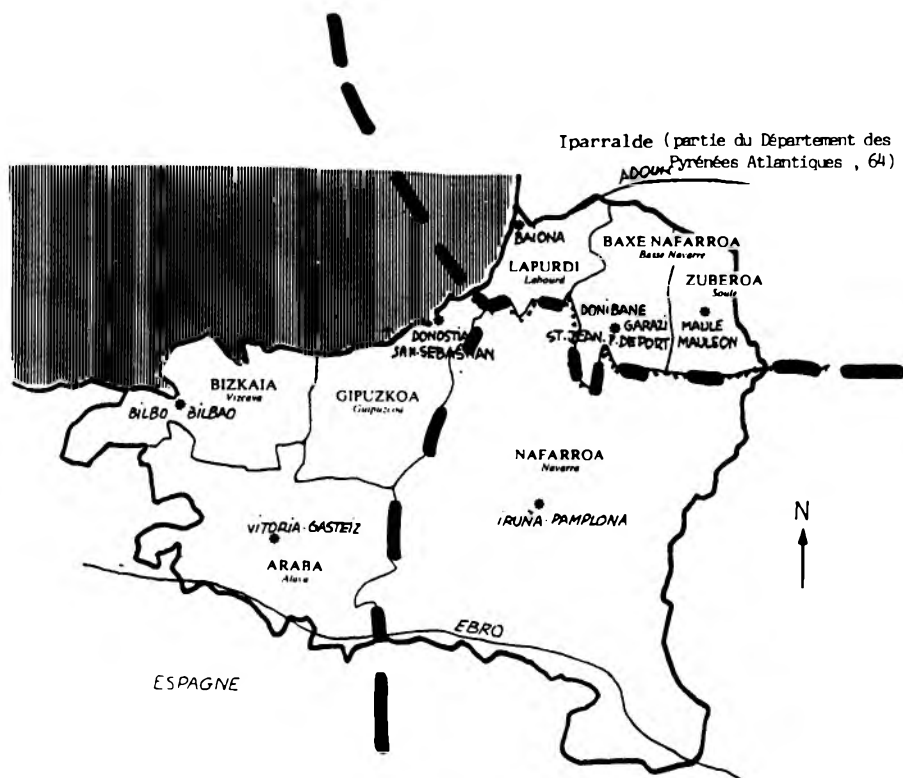 Iparralde (partie du Département des
Pyrénées Atlantiques , 64)
ADOUR
BAIONA
LAPURDI
Labourd
BAXE NAFARROA
Basse Navarre
ZUBEROA
Soule
DONIBANE
GARAZI
ST. JEAN. P. DE PORT
MAULE
MAULEON
DONOSTIA
SAN-SEBASTIAN
BIZKAIA
Vizcaya
BILBO
BILBAO
GIPUZKOA
Guipuzcoa
NAFARROA
Navarra
IRUÑA - PAMPLONA
VITORIA - GASTEIZ
ARABA
Alava
N
EBRO
ESPAGNE